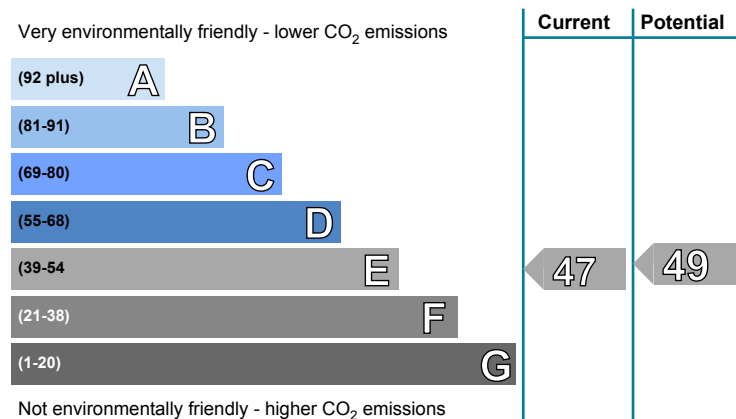 Very environmentally friendly - lower CO₂ emissions
Current Potential
(92 plus) A
(81-91) B
(69-80) C
(55-68) D
(39-54 E 47 49
(21-38) F
(1-20) G
Not environmentally friendly - higher CO₂ emissions